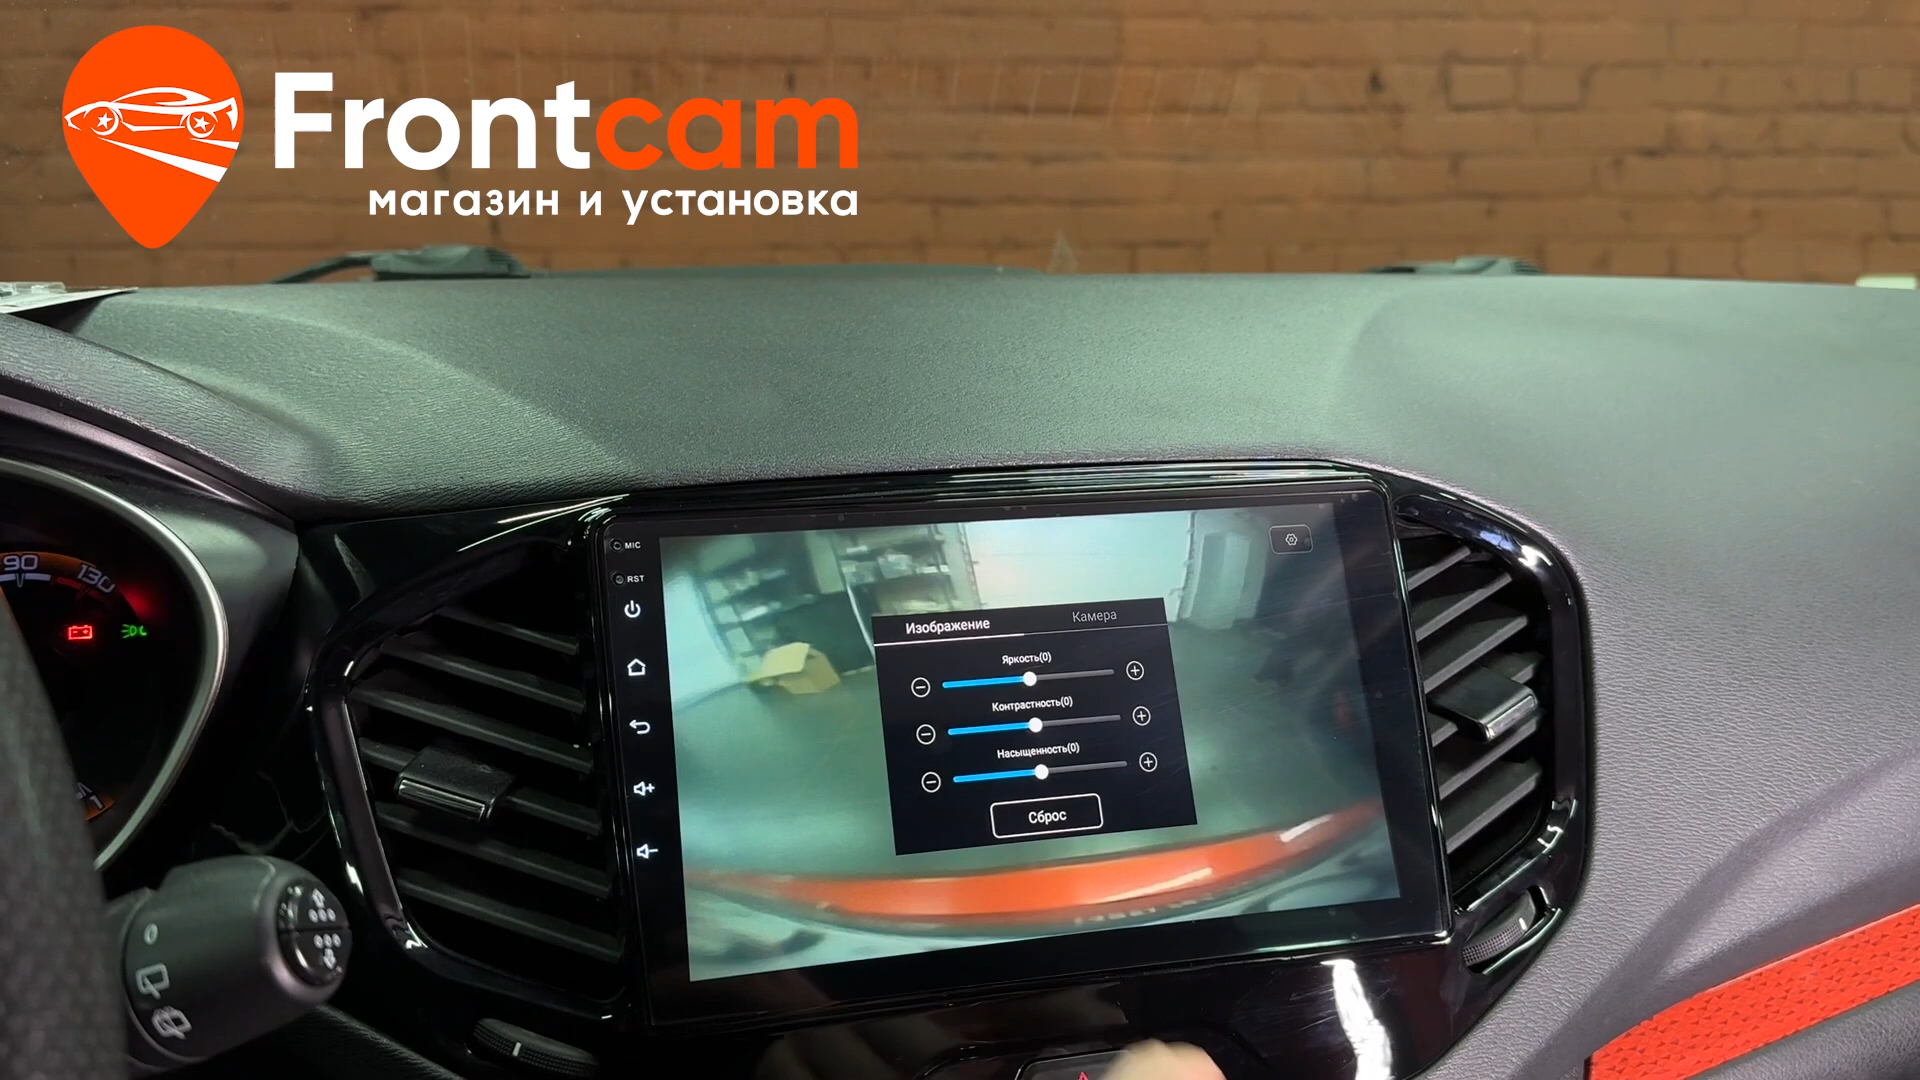 Frontcam
магазин и установка
MIC
RST
90
130
Изображение
Камера
Яркость(0)
Контрастность(0)
Насыщенность(0)
Сброс